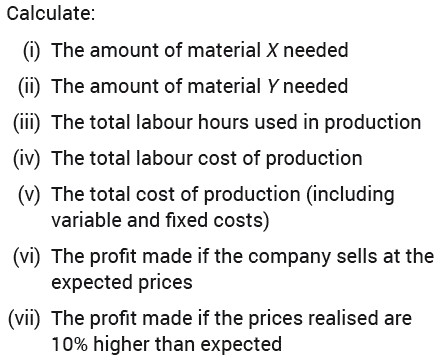 Calculate:
(i) The amount of material X needed
(ii) The amount of material Y needed
(iii) The total labour hours used in production
(iv) The total labour cost of production
(v) The total cost of production (including
variable and fixed costs)
(vi) The profit made if the company sells at the
expected prices
(vii) The profit made if the prices realised are
10% higher than expected